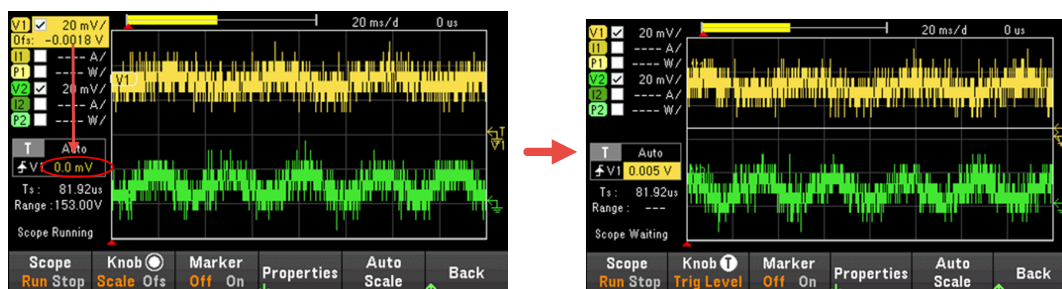 V1 20 mV/ 20 ms/d 0 us
Ofs: -0.0018 V
I1 ---- A/
P1 ---- W/
V1
V2 20 mV/
I2 ---- A/
P2 ---- W/
T Auto
V1 0.0 mV
T
V1
Ts: 81.92us
Range :153.00V
Scope Running
Scope Knob Marker Properties Auto Back
Run Stop Scale Ofs Off On Scale
V1 20 mV/ 20 ms/d 0 us
I1 ---- A/
P1 ---- W/
V2 20 mV/
I2 ---- A/
P2 ---- W/
T Auto
V1 0.005 V
Ts: 81.92us
Range: ---
Scope Waiting
Scope Knob T Marker Properties Auto Back
Run Stop Trig Level Off On Scale